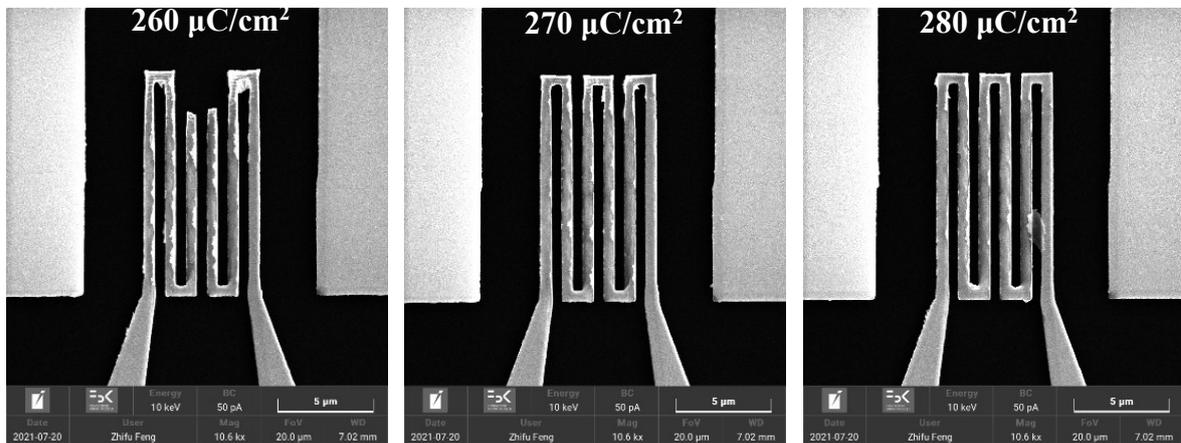 260 μC/cm²
270 μC/cm²
280 μC/cm²
Energy BC
10 keV 50 pA 5 μm
Date User Mag FoV WD
2021-07-20 Zhifu Feng 10.6 kx 20.0 μm 7.02 mm
Energy BC
10 keV 50 pA 5 μm
Date User Mag FoV WD
2021-07-20 Zhifu Feng 10.6 kx 20.0 μm 7.02 mm
Energy BC
10 keV 50 pA 5 μm
Date User Mag FoV WD
2021-07-20 Zhifu Feng 10.6 kx 20.0 μm 7.02 mm